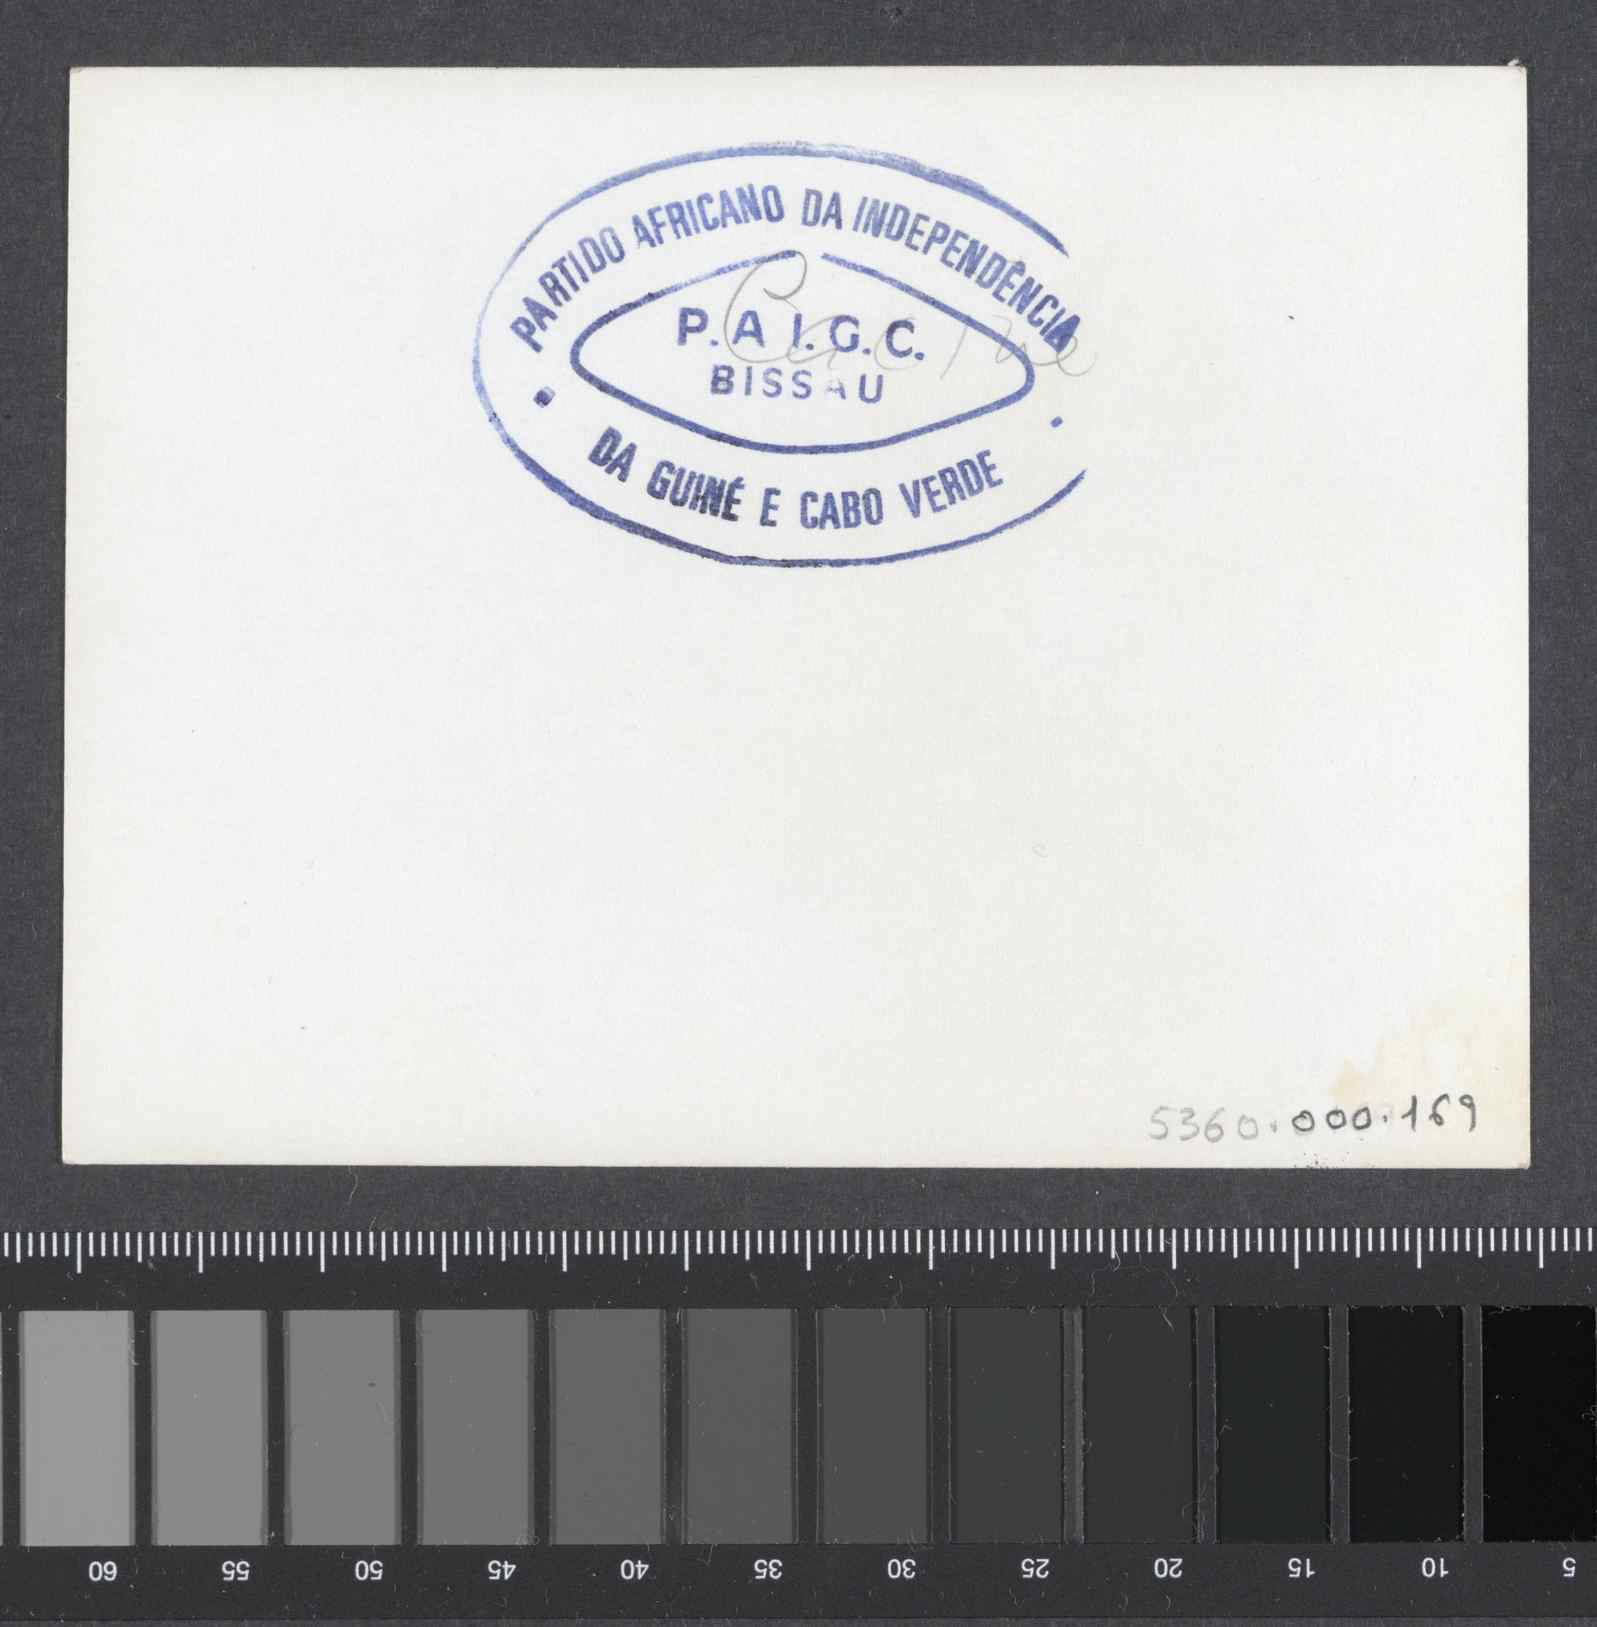 PARTIDO AFRICANO DA INDEPENDÊNCIA
P. A I. G. C.
BISSAU
DA GUINÉ E CABO VERDE
5360.000.169
60 55 50 45 40 35 30 25 20 15 10 5